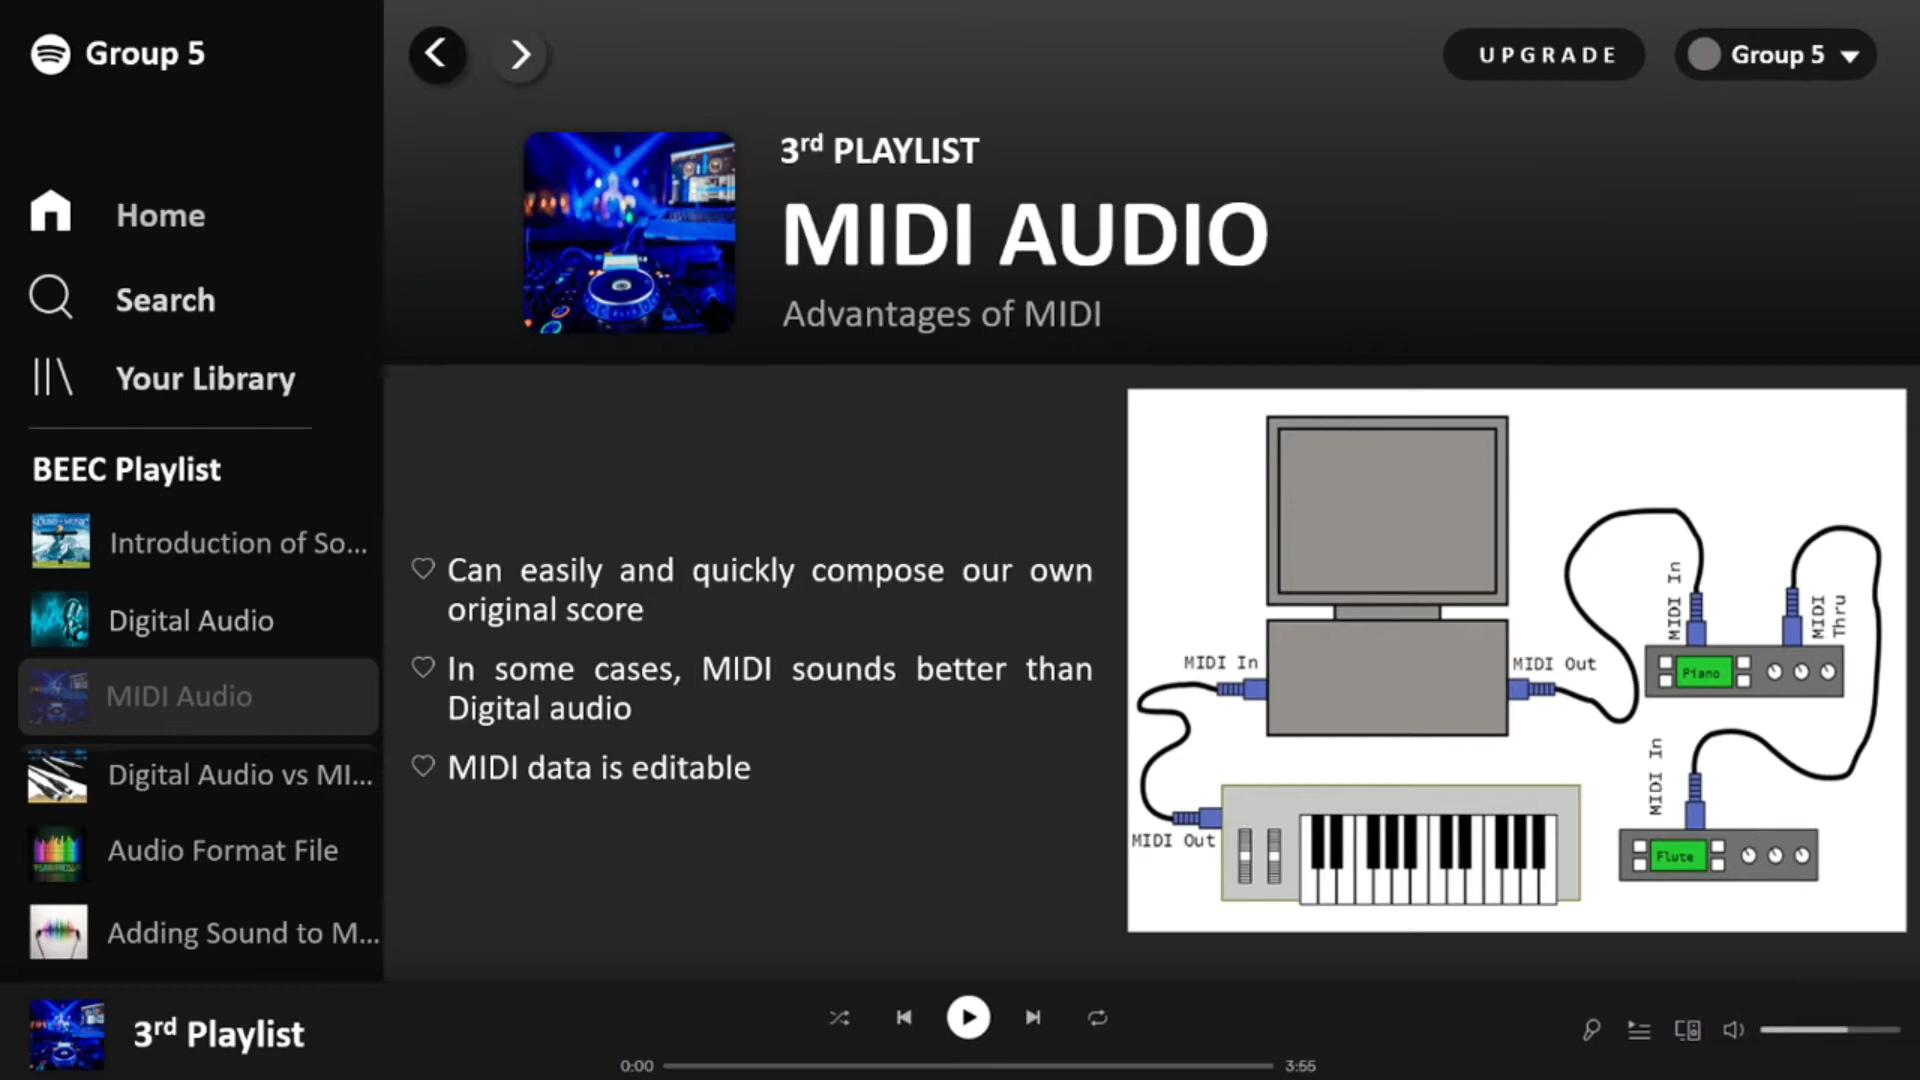 Group 5
Home
Search
Your Library
BEEC Playlist
Introduction of So...
Digital Audio
MIDI Audio
Digital Audio vs MI...
Audio Format File
Adding Sound to M...
UPGRADE
Group 5
3rd PLAYLIST
MIDI AUDIO
Advantages of MIDI
Can easily and quickly compose our own
original score
In some cases, MIDI sounds better than
Digital audio
MIDI data is editable
MIDI In
MIDI Out
MIDI Out
MIDI In
MIDI
Thru
Piano
MIDI In
Flute
3rd Playlist
0:00
3:55